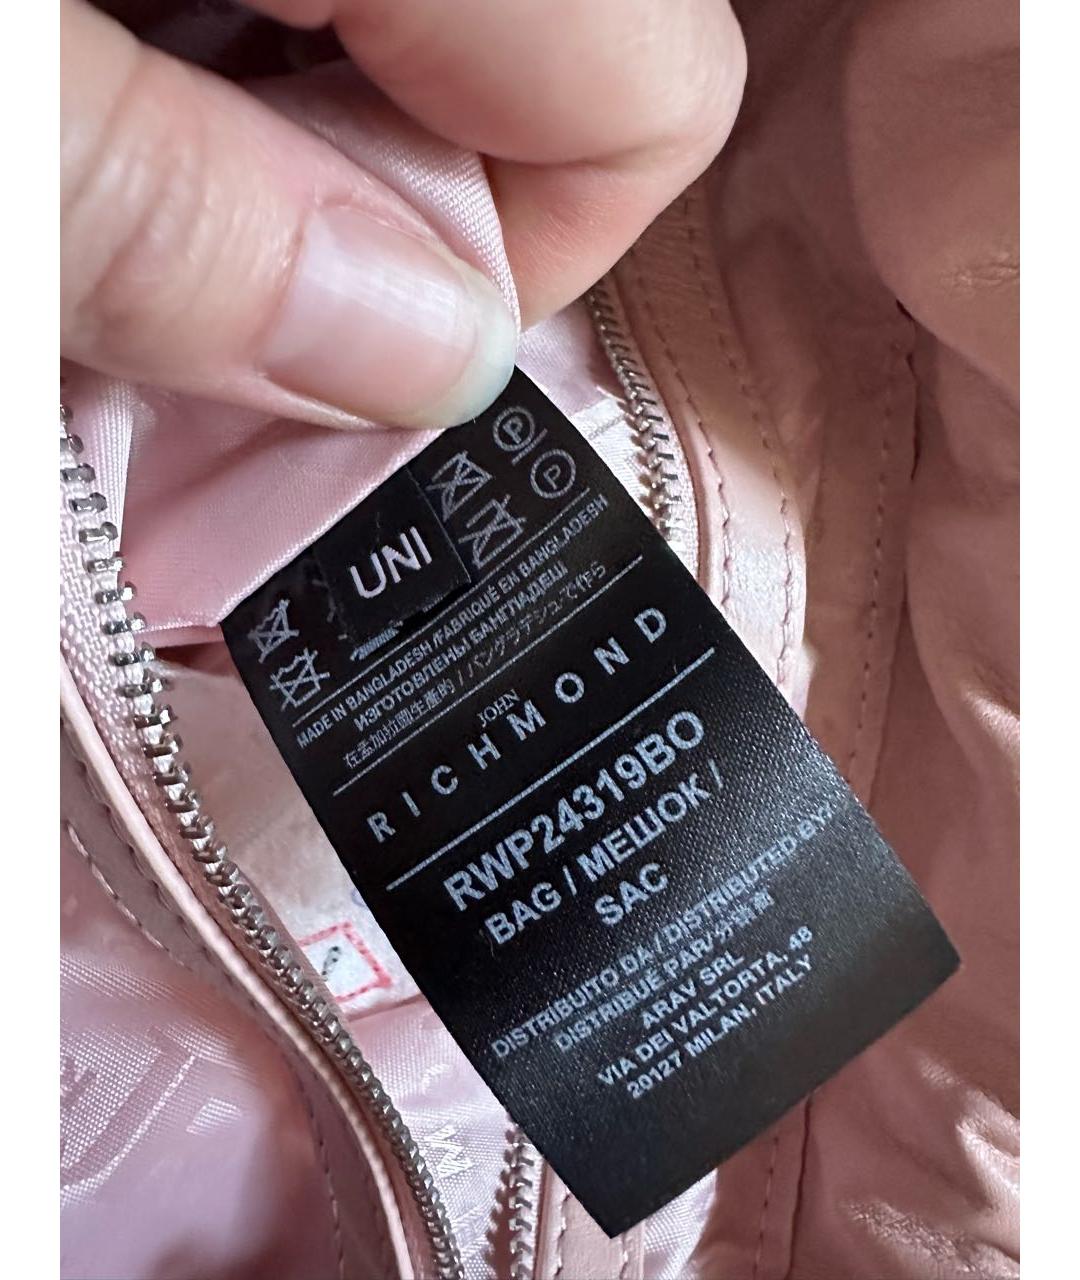 P
P
UNI
MADE IN BANGLADESH / FABRIQUÉ EN BANGLADESH
ИЗГОТОВЛЕНЫ БАНГЛАДЕШ
在孟加拉國生産的 / バングラデシュで作ら
JOHN
RICHMOND
RWP24319BO
BAG / МЕШОК /
SAC
DISTRIBUITO DA / DISTRIBUTED BY:
DISTRIBUÉ PAR/
ARAV SRL
VIA DEI VALTORTA, 48
20127 MILAN, ITALY